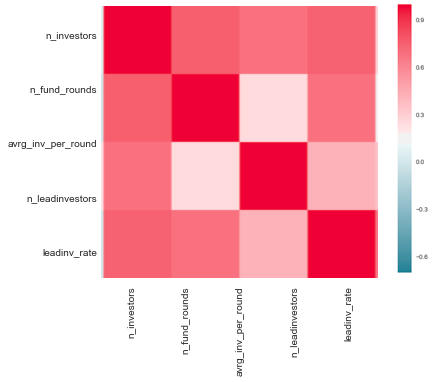 n_investors
n_fund_rounds
avrg_inv_per_round
n_leadinvestors
leadinv_rate
n_investors
n_fund_rounds
avrg_inv_per_round
n_leadinvestors
leadinv_rate
0.9
0.6
0.3
0.0
−0.3
−0.6